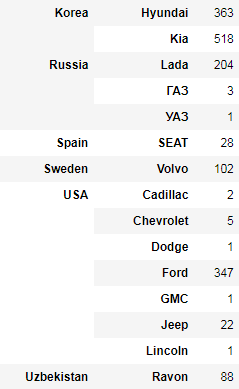 Korea Hyundai 363
Kia 518
Russia Lada 204
ГАЗ 3
УАЗ 1
Spain SEAT 28
Sweden Volvo 102
USA Cadillac 2
Chevrolet 5
Dodge 1
Ford 347
GMC 1
Jeep 22
Lincoln 1
Uzbekistan Ravon 88